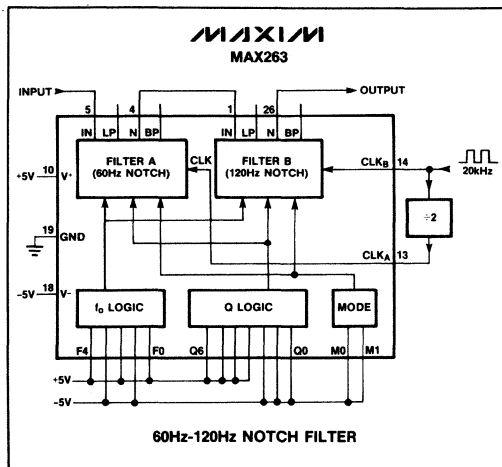 MAXIM
MAX263
INPUT
OUTPUT
5 4 1 26
IN LP N BP IN LP N BP
FILTER A
(60Hz NOTCH)
CLK
FILTER B
(120Hz NOTCH)
CLKB 14
20kHz
+5V 10 V+
÷2
19 GND
CLKA 13
-5V 18 V-
fo LOGIC
Q LOGIC
MODE
F4 F0 Q6 Q0 M0 M1
+5V
-5V
60Hz-120Hz NOTCH FILTER